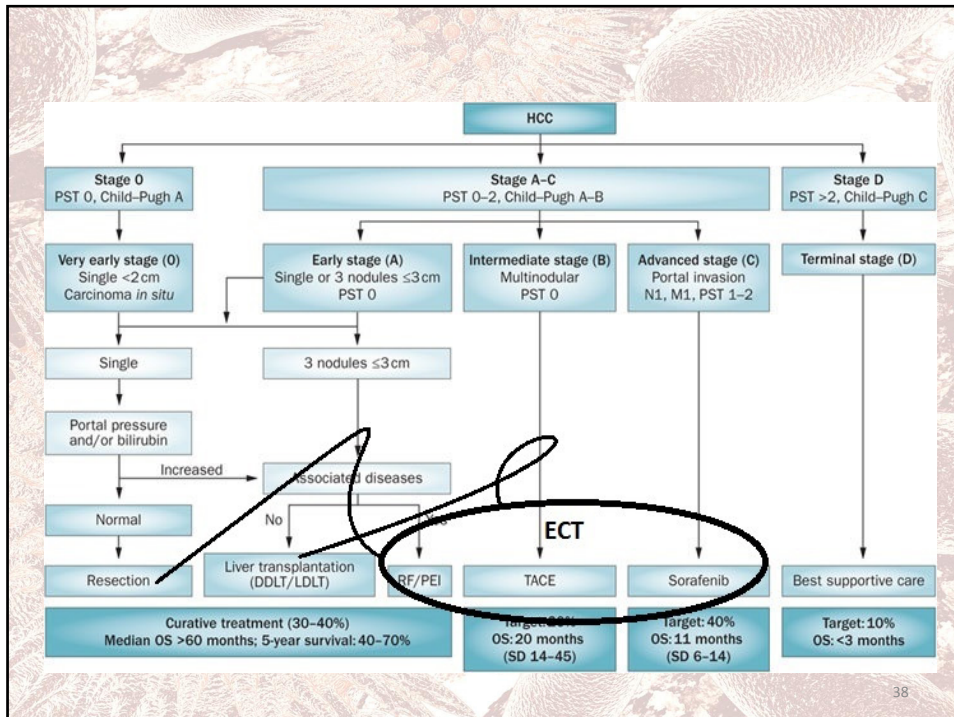 HCC
Stage 0
PST 0, Child–Pugh A
Stage A–C
PST 0–2, Child–Pugh A–B
Stage D
PST >2, Child–Pugh C
Very early stage (0)
Single <2 cm
Carcinoma in situ
Early stage (A)
Single or 3 nodules ≤3 cm
PST 0
Intermediate stage (B)
Multinodular
PST 0
Advanced stage (C)
Portal invasion
N1, M1, PST 1–2
Terminal stage (D)
Single
3 nodules ≤3 cm
Portal pressure
and/or bilirubin
Increased
Associated diseases
Normal
No
Yes
ECT
Resection
Liver transplantation
(DDLT/LDLT)
RF/PEI
TACE
Sorafenib
Best supportive care
Curative treatment (30–40%)
Median OS >60 months; 5-year survival: 40–70%
Target: 20%
OS: 20 months
(SD 14–45)
Target: 40%
OS: 11 months
(SD 6–14)
Target: 10%
OS: <3 months
38